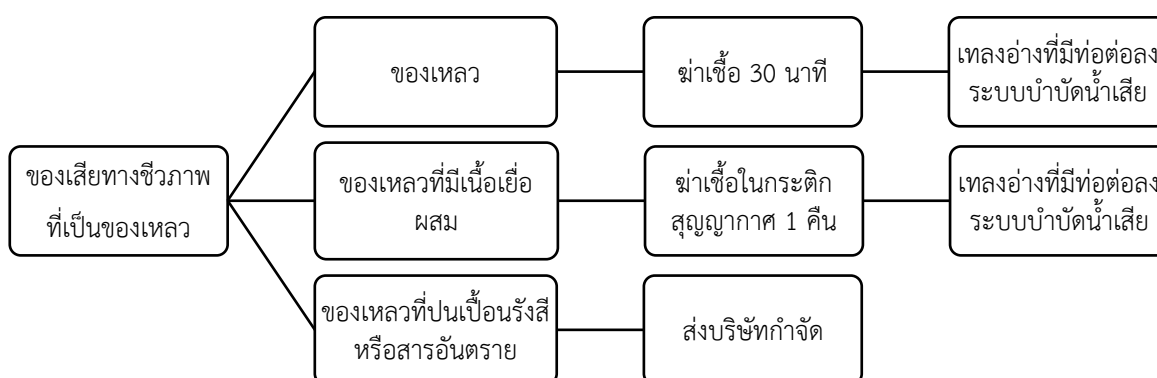 ของเหลว
ฆ่าเชื้อ 30 นาที
เทลงอ่างที่มีท่อต่อลง
ระบบบำบัดน้ำเสีย
ของเสียทางชีวภาพ
ที่เป็นของเหลว
ของเหลวที่มีเนื้อเยื่อ
ผสม
ฆ่าเชื้อในกระติก
สุญญากาศ 1 คืน
เทลงอ่างที่มีท่อต่อลง
ระบบบำบัดน้ำเสีย
ของเหลวที่ปนเปื้อนรังสี
หรือสารอันตราย
ส่งบริษัทกำจัด